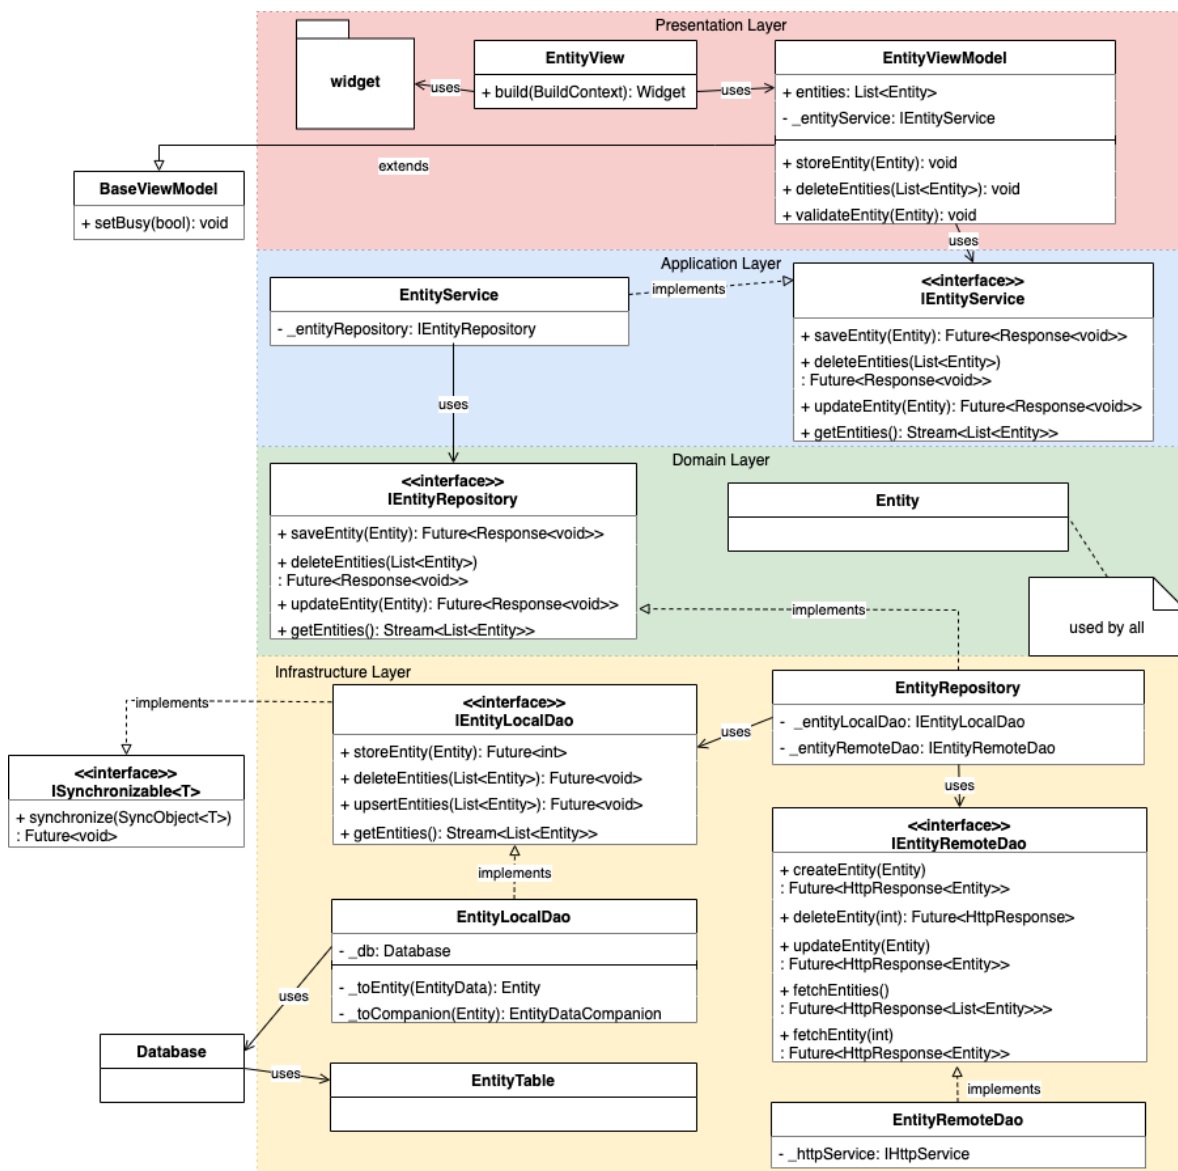 Presentation Layer
widget
EntityView
+ build(BuildContext): Widget
uses
uses
EntityViewModel
+ entities: List<Entity>
- _entityService: IEntityService
+ storeEntity(Entity): void
+ deleteEntities(List<Entity>): void
+ validateEntity(Entity): void
extends
BaseViewModel
+ setBusy(bool): void
uses
Application Layer
EntityService
- _entityRepository: IEntityRepository
implements
<<interface>>
IEntityService
+ saveEntity(Entity): Future<Response<void>>
+ deleteEntities(List<Entity>)
: Future<Response<void>>
+ updateEntity(Entity): Future<Response<void>>
+ getEntities(): Stream<List<Entity>>
uses
Domain Layer
<<interface>>
IEntityRepository
+ saveEntity(Entity): Future<Response<void>>
+ deleteEntities(List<Entity>)
: Future<Response<void>>
+ updateEntity(Entity): Future<Response<void>>
+ getEntities(): Stream<List<Entity>>
Entity
used by all
implements
Infrastructure Layer
implements
<<interface>>
ISynchronizable<T>
+ synchronize(SyncObject<T>)
: Future<void>
<<interface>>
IEntityLocalDao
+ storeEntity(Entity): Future<int>
+ deleteEntities(List<Entity>): Future<void>
+ upsertEntities(List<Entity>): Future<void>
+ getEntities(): Stream<List<Entity>>
uses
EntityRepository
- _entityLocalDao: IEntityLocalDao
- _entityRemoteDao: IEntityRemoteDao
uses
<<interface>>
IEntityRemoteDao
+ createEntity(Entity)
: Future<HttpResponse<Entity>>
+ deleteEntity(int): Future<HttpResponse>
+ updateEntity(Entity)
: Future<HttpResponse<Entity>>
+ fetchEntities()
: Future<HttpResponse<List<Entity>>>
+ fetchEntity(int)
: Future<HttpResponse<Entity>>
implements
EntityLocalDao
- _db: Database
- _toEntity(EntityData): Entity
- _toCompanion(Entity): EntityDataCompanion
uses
Database
uses
EntityTable
implements
EntityRemoteDao
- _httpService: IHttpService